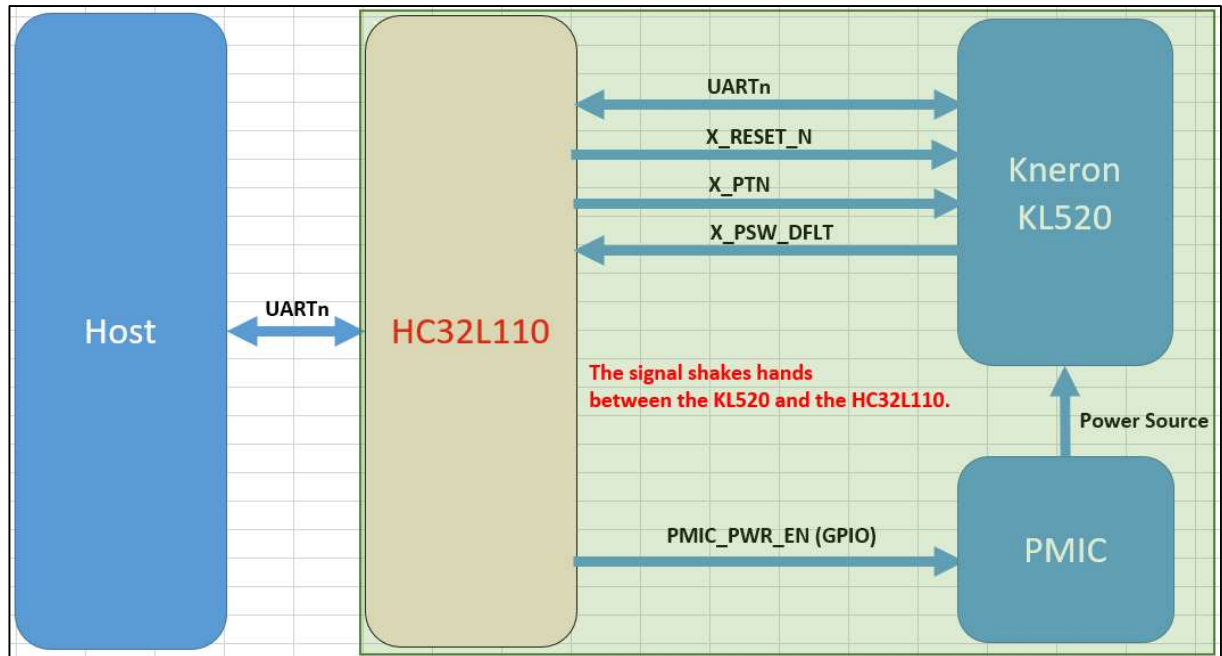 Host
UARTn
HC32L110
UARTn
X_RESET_N
X_PTN
X_PSW_DFLT
Kneron
KL520
The signal shakes hands
between the KL520 and the HC32L110.
Power Source
PMIC_PWR_EN (GPIO)
PMIC